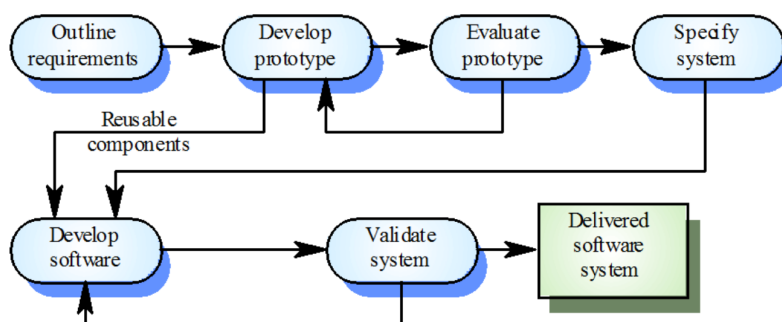 Outline
requirements
Develop
prototype
Evaluate
prototype
Specify
system
Reusable
components
Develop
software
Validate
system
Delivered
software
system